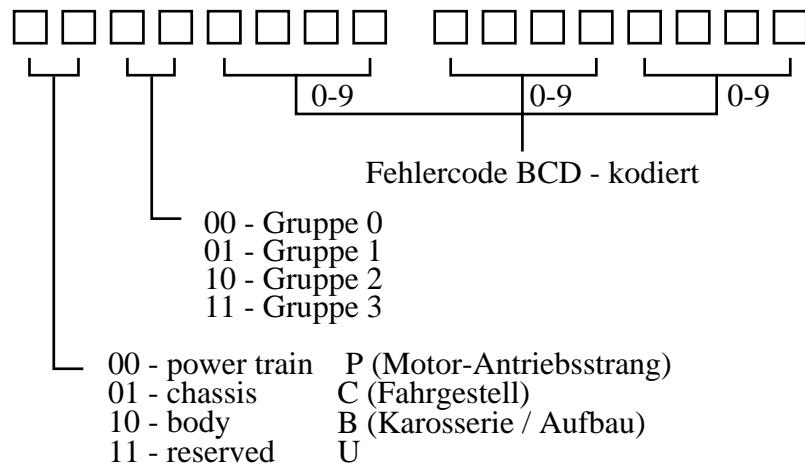 0-9 0-9 0-9
Fehlercode BCD - kodiert
00 - Gruppe 0
01 - Gruppe 1
10 - Gruppe 2
11 - Gruppe 3
00 - power train P (Motor-Antriebsstrang)
01 - chassis C (Fahrgestell)
10 - body B (Karosserie / Aufbau)
11 - reserved U